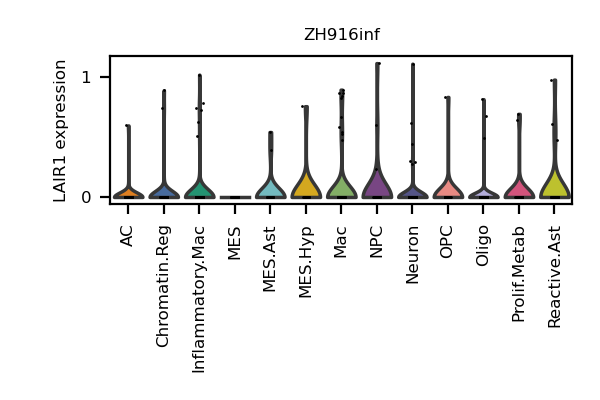 ZH916inf
LAIR1 expression
1
0
AC
Chromatin.Reg
Inflammatory.Mac
MES
MES.Ast
MES.Hyp
Mac
NPC
Neuron
OPC
Oligo
Prolif.Metab
Reactive.Ast